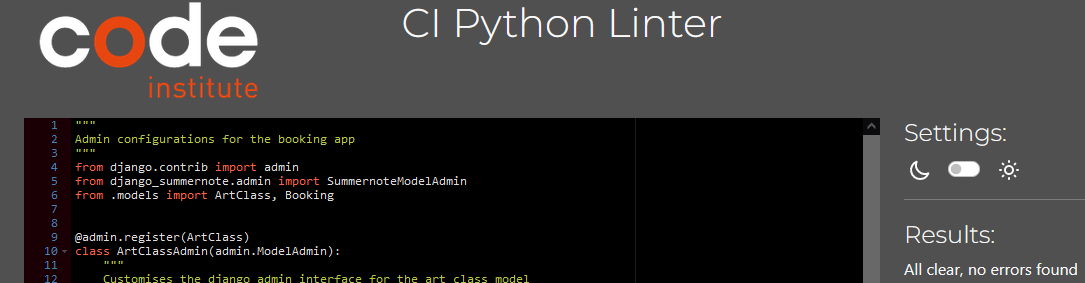 code
institute
CI Python Linter
1 """
2 Admin configurations for the booking app
3 """
4 from django.contrib import admin
5 from django_summernote.admin import SummernoteModelAdmin
6 from .models import ArtClass, Booking
7
8
9 @admin.register(ArtClass)
10 class ArtClassAdmin(admin.ModelAdmin):
11 """
12 Customises the django admin interface for the art class model
Settings:
Results:
All clear, no errors found